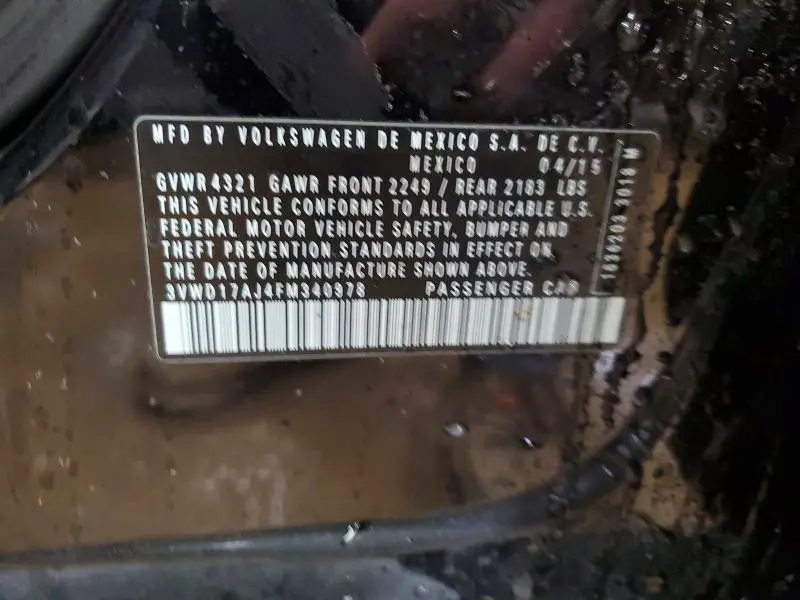 MFD BY VOLKSWAGEN DE MEXICO S.A. DE C.V.
MEXICO 04/15
GVWR 4321 GAWR FRONT 2249 / REAR 2183 LBS
THIS VEHICLE CONFORMS TO ALL APPLICABLE U.S.
FEDERAL MOTOR VEHICLE SAFETY, BUMPER AND
THEFT PREVENTION STANDARDS IN EFFECT ON
THE DATE OF MANUFACTURE SHOWN ABOVE.
3VWD17AJ4FM340978 PASSENGER CAR